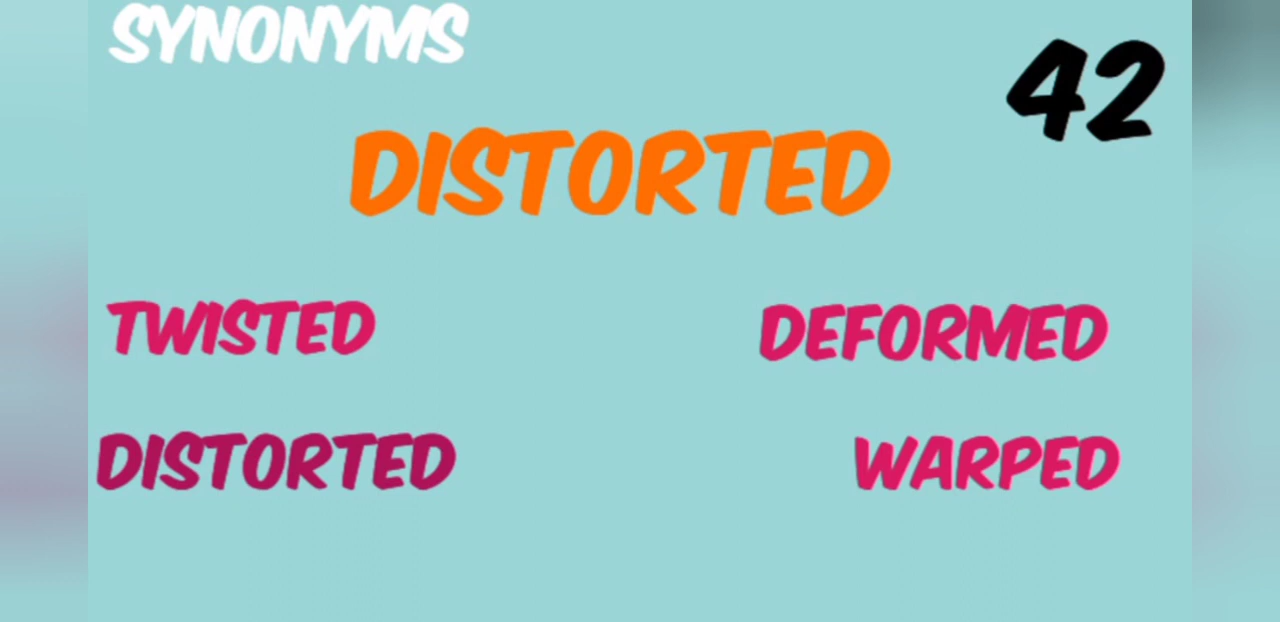 SYNONYMS
42
DISTORTED
TWISTED
DEFORMED
DISTORTED
WARPED